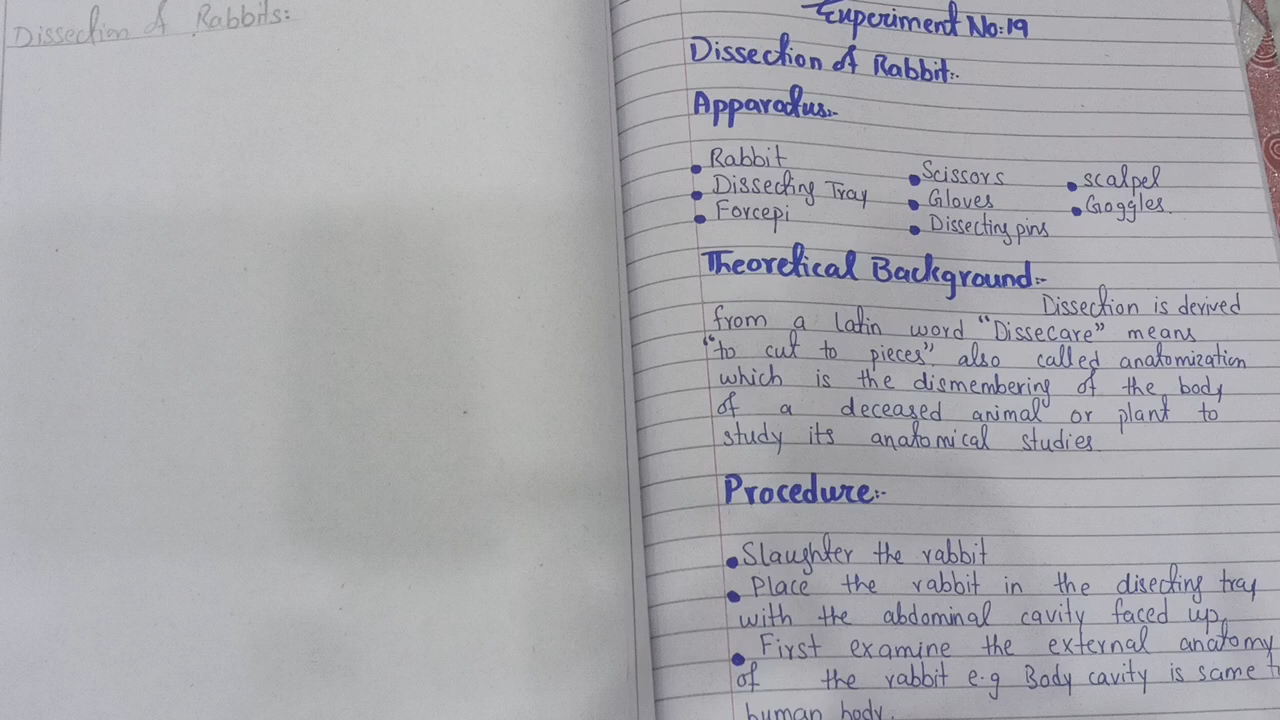 Dissection of Rabbits:
Experiment No:19
Dissection of Rabbit:-
Apparadus:-
• Rabbit
• Dissecting Tray
• Forcepi
• Scissors
• Gloves
• Dissecting pins
• scalpel
• Goggles.
Theoretical Background:-
Dissection is derived
from a latin word "Dissecare" means
"to cut to pieces" also called anatomization
which is the dismembering of the body
of a deceased animal or plant to
study its anatomical studies.
Procedure:-
• Slaughter the rabbit
• Place the rabbit in the disecting tray
with the abdominal cavity faced up.
• First examine the external anatomy
of the rabbit e.g Body cavity is same
human body.